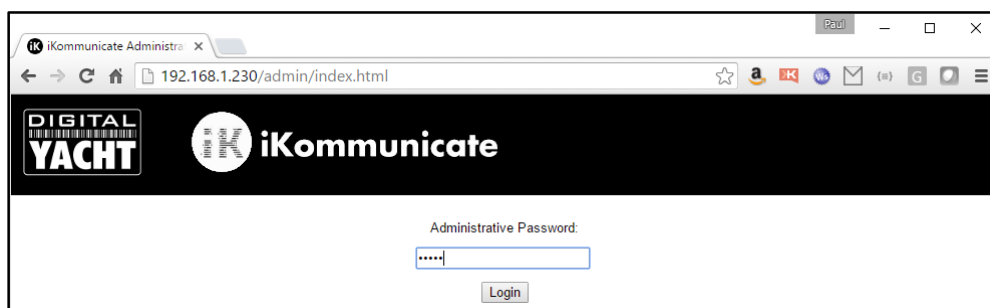 Paul
iKommunicate Administra
192.168.1.230/admin/index.html
DIGITAL
YACHT
iK iKommunicate
Administrative Password:
•••••
Login